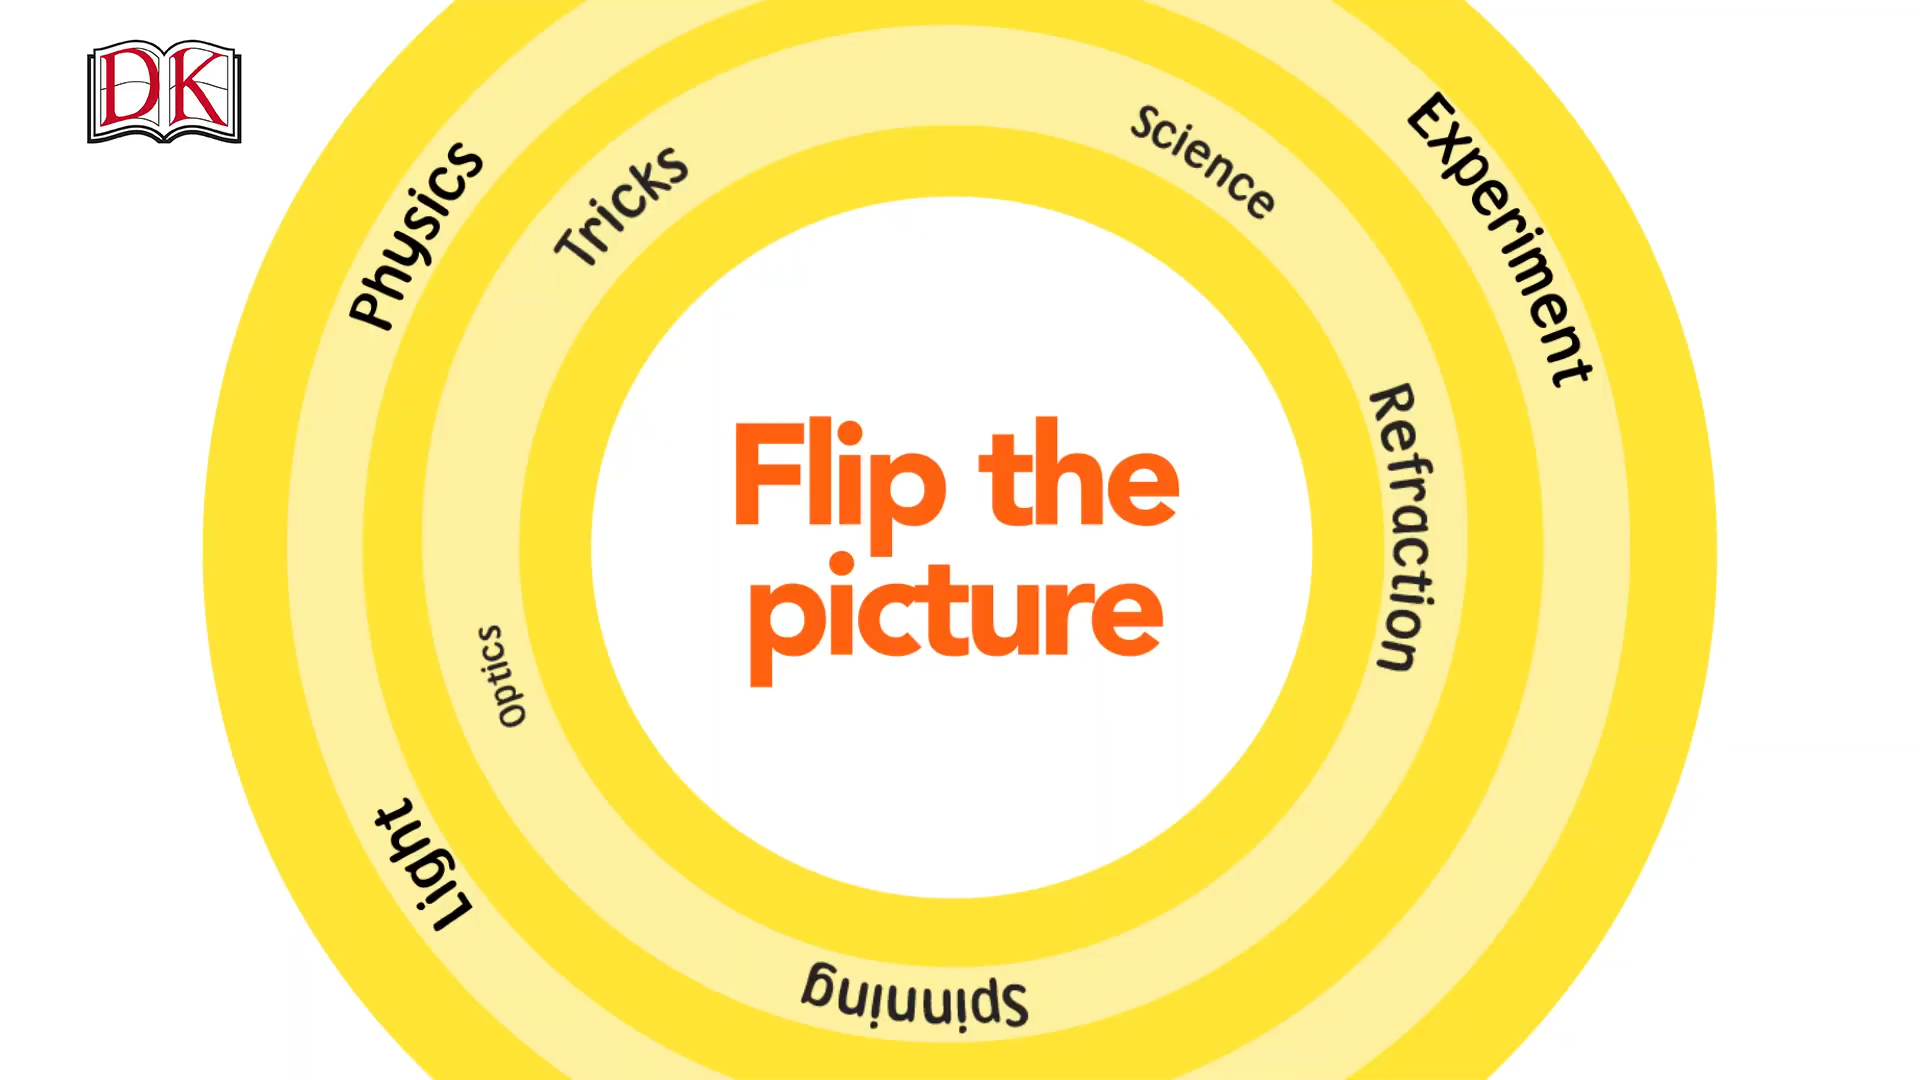 DK
Physics
Tricks
Science
Experiment
Flip the
picture
Refraction
Optics
Light
Spinning